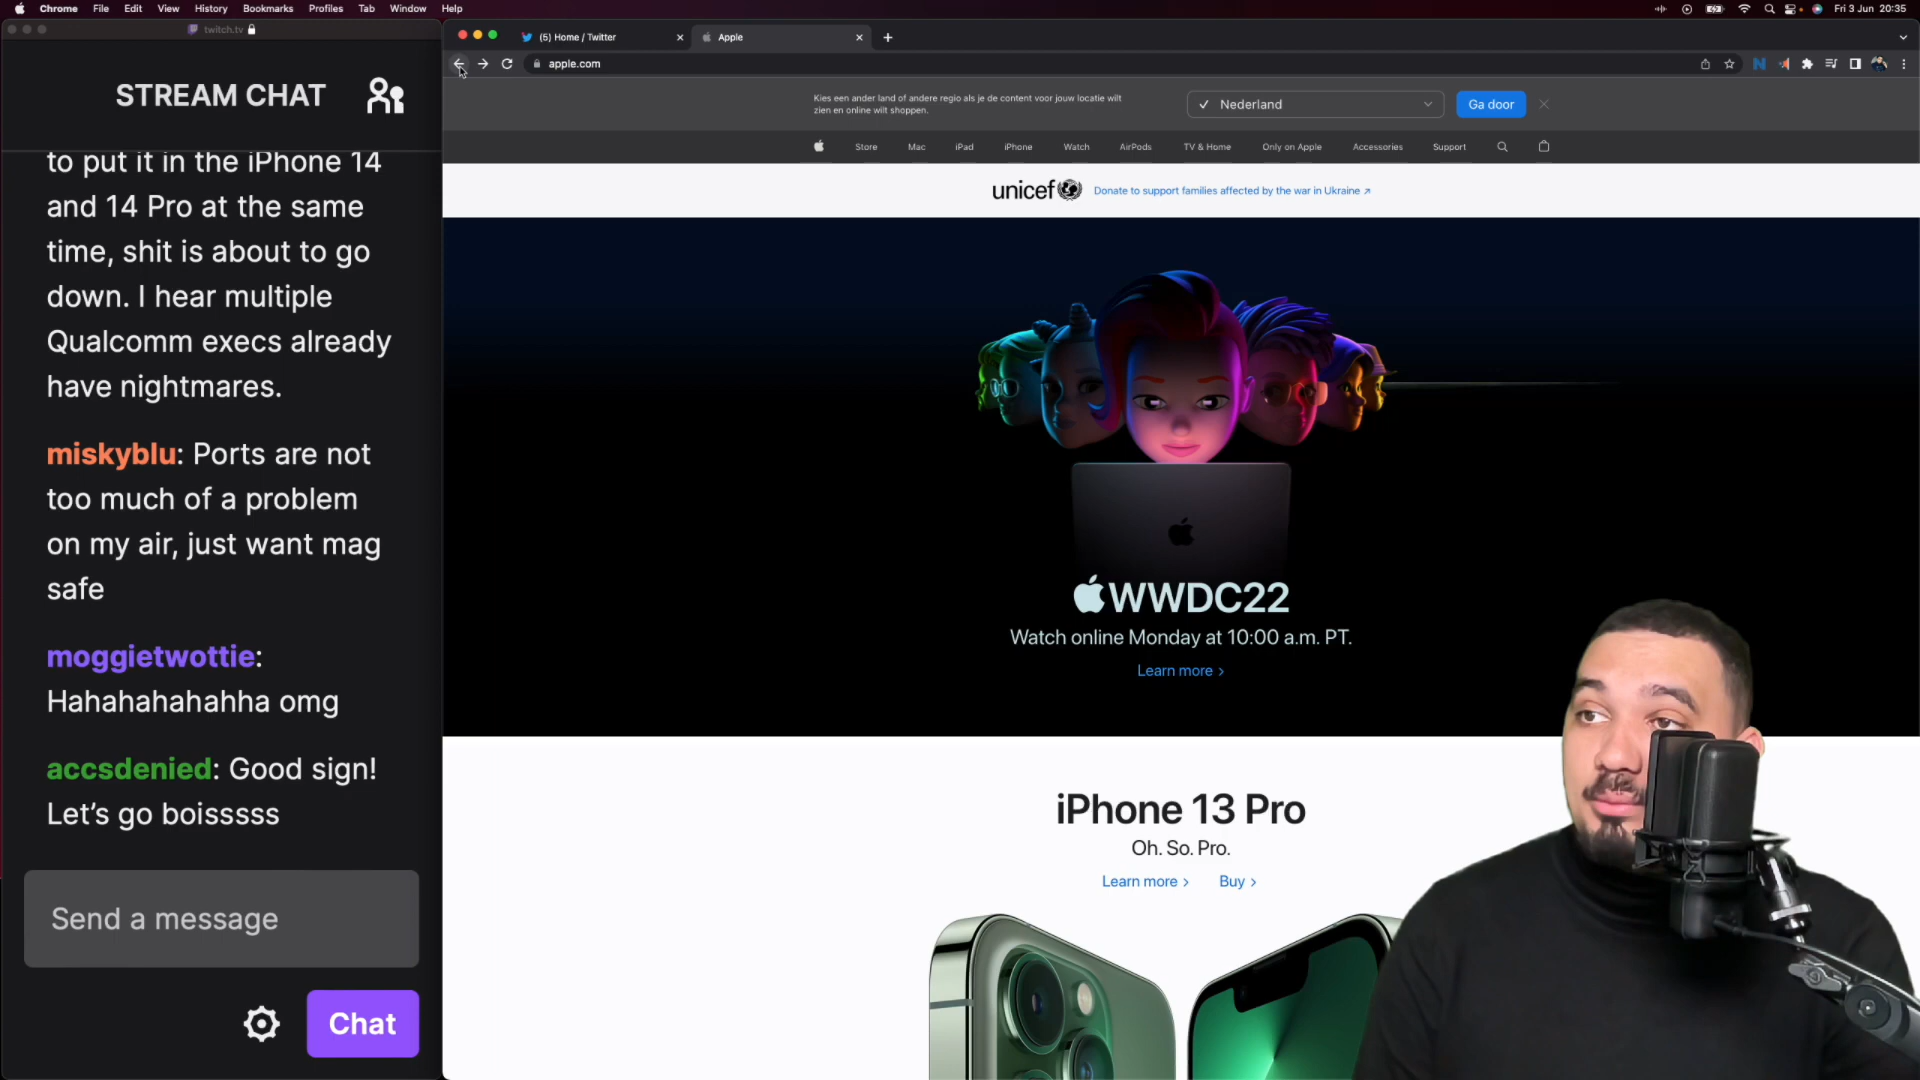 Chrome File Edit View History Bookmarks Profiles Tab Window Help
Fri 3 Jun 20:35
twitch.tv
(5) Home / Twitter
Apple
apple.com
STREAM CHAT
to put it in the iPhone 14
and 14 Pro at the same
time, shit is about to go
down. I hear multiple
Qualcomm execs already
have nightmares.
miskyblu: Ports are not
too much of a problem
on my air, just want mag
safe
moggietwottie:
Hahahahahahha omg
accsdenied: Good sign!
Let’s go boisssss
Send a message
Chat
Kies een ander land of andere regio als je de content voor jouw locatie wilt
zien en online wilt shoppen.
Nederland
Ga door
Store Mac iPad iPhone Watch AirPods TV & Home Only on Apple Accessories Support
unicef
Donate to support families affected by the war in Ukraine
WWDC22
Watch online Monday at 10:00 a.m. PT.
Learn more
iPhone 13 Pro
Oh. So. Pro.
Learn more Buy